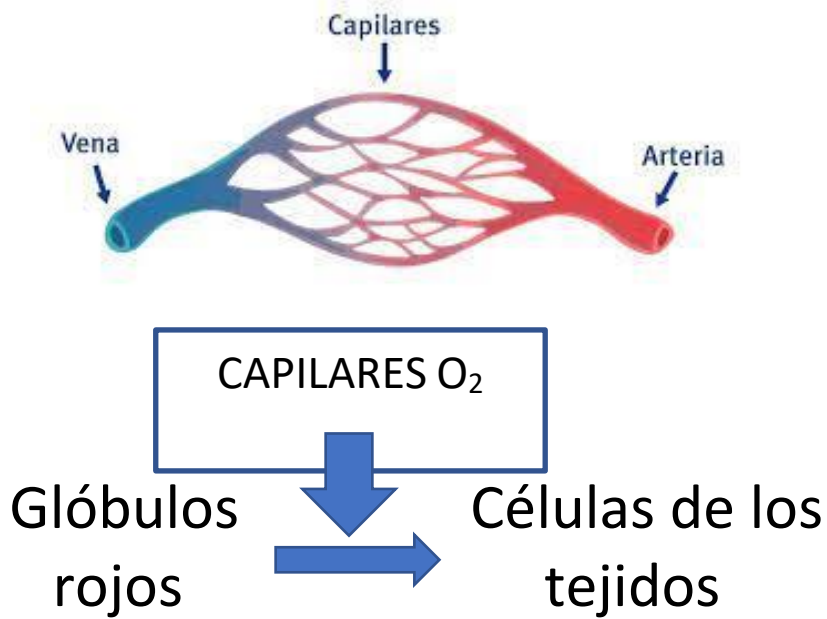 Capilares
Vena
Arteria
CAPILARES O₂
Glóbulos
rojos
Células de los
tejidos